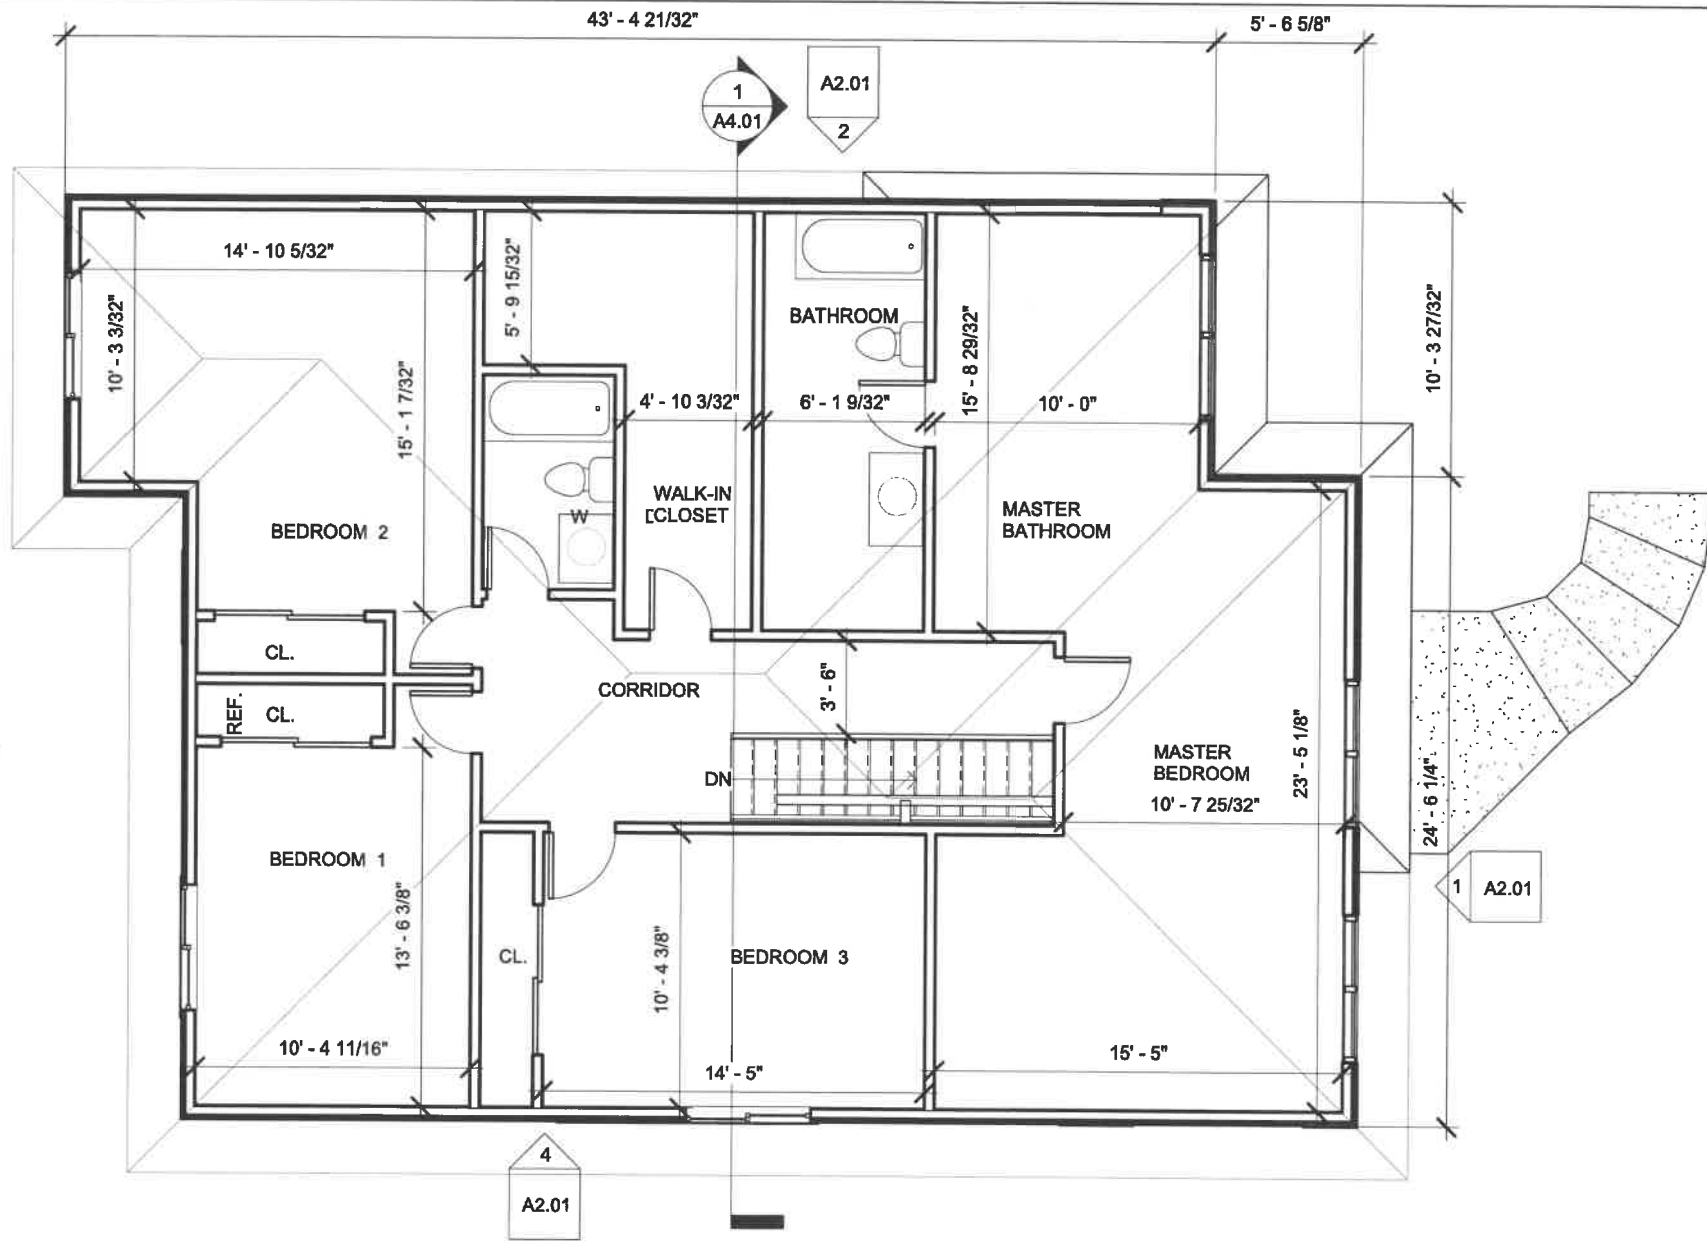 43' - 4 21/32"
5' - 6 5/8"
1
A4.01
A2.01
2
14' - 10 5/32"
5' - 9 15/32"
10' - 3 3/32"
15' - 1 7/32"
BATHROOM
15' - 8 29/32"
10' - 3 27/32"
4' - 10 3/32"
6' - 1 9/32"
10' - 0"
BEDROOM 2
W
WALK-IN
CLOSET
MASTER
BATHROOM
CL.
REF.
CL.
CORRIDOR
3' - 6"
DN
MASTER
BEDROOM
10' - 7 25/32"
23' - 5 1/8"
24' - 6 1/4"
BEDROOM 1
13' - 6 3/8"
CL.
10' - 4 3/8"
BEDROOM 3
1
A2.01
10' - 4 11/16"
14' - 5"
15' - 5"
4
A2.01